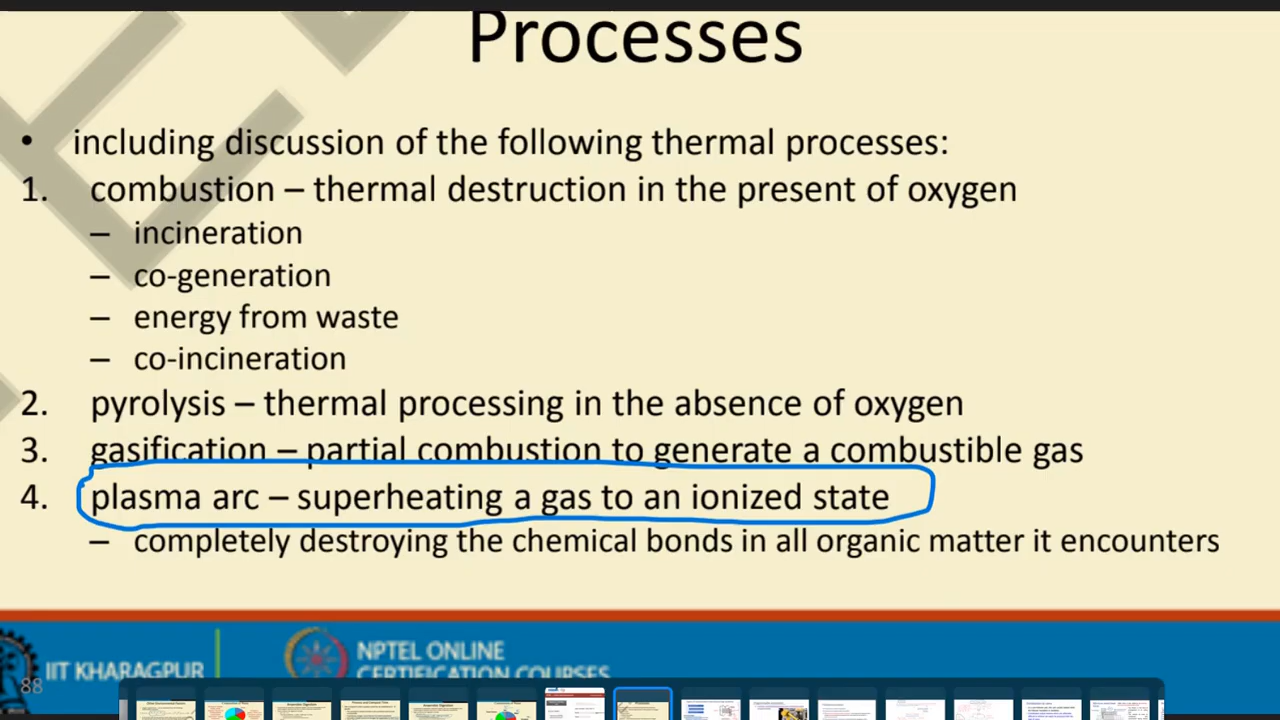 Processes
• including discussion of the following thermal processes:
1. combustion – thermal destruction in the present of oxygen
– incineration
– co-generation
– energy from waste
– co-incineration
2. pyrolysis – thermal processing in the absence of oxygen
3. gasification – partial combustion to generate a combustible gas
4. plasma arc – superheating a gas to an ionized state
– completely destroying the chemical bonds in all organic matter it encounters
IIT KHARAGPUR
NPTEL ONLINE
CERTIFICATION COURSES
88